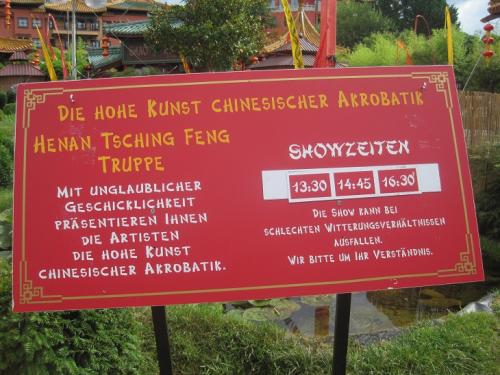 Die hohe Kunst chinesischer Akrobatik
Henan, Tsching Feng
Truppe
Mit unglaublicher
Geschicklichkeit
präsentieren Ihnen
die Artisten
die hohe Kunst
chinesischer Akrobatik.
SHOWZEITEN
13:30 14:45 16:30
Die Show kann bei
schlechten Witterungsverhältnissen
ausfallen.
Wir bitte um Ihr Verständnis.